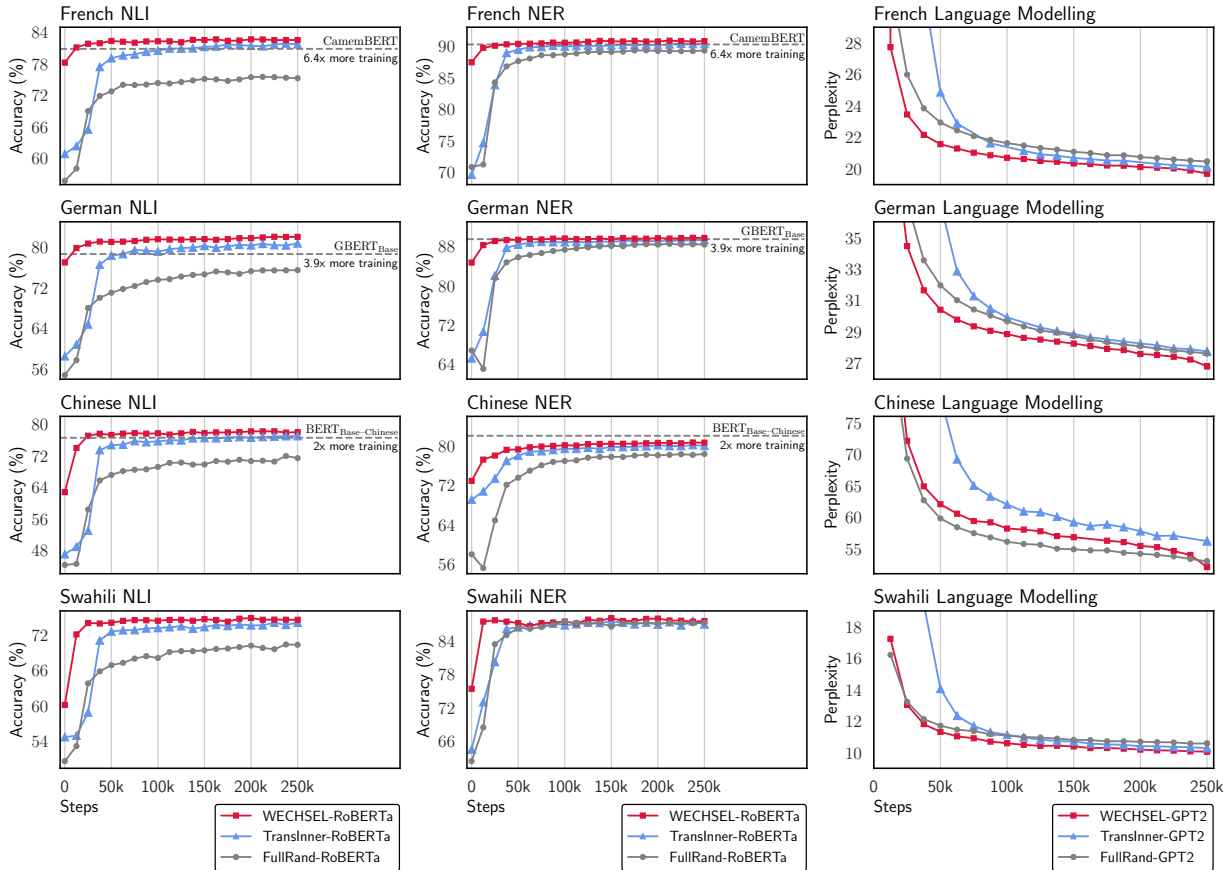 French NLI
Accuracy (%)
84
78
72
66
60
CamemBERT
6.4x more training
French NER
Accuracy (%)
90
85
80
75
70
CamemBERT
6.4x more training
French Language Modelling
Perplexity
28
26
24
22
20
German NLI
Accuracy (%)
80
72
64
56
GBERT_Base
3.9x more training
German NER
Accuracy (%)
88
80
72
64
GBERT_Base
3.9x more training
German Language Modelling
Perplexity
35
33
31
29
27
Chinese NLI
Accuracy (%)
80
72
64
56
48
BERT_Base−Chinese
2x more training
Chinese NER
Accuracy (%)
80
72
64
56
BERT_Base−Chinese
2x more training
Chinese Language Modelling
Perplexity
75
70
65
60
55
Swahili NLI
Accuracy (%)
72
66
60
54
0
50k
100k
150k
200k
250k
Steps
WECHSEL-RoBERTa
TransInner-RoBERTa
FullRand-RoBERTa
Swahili NER
Accuracy (%)
84
78
72
66
0
50k
100k
150k
200k
250k
Steps
WECHSEL-RoBERTa
TransInner-RoBERTa
FullRand-RoBERTa
Swahili Language Modelling
Perplexity
18
16
14
12
10
0
50k
100k
150k
200k
250k
Steps
WECHSEL-GPT2
TransInner-GPT2
FullRand-GPT2